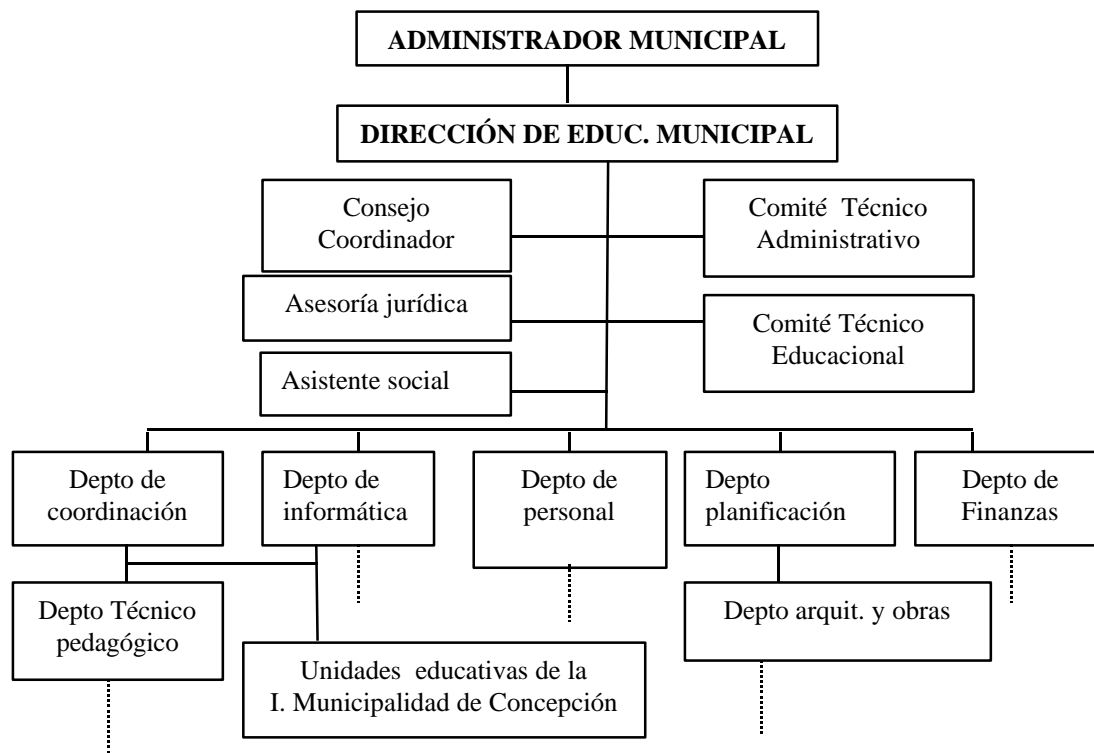 ADMINISTRADOR MUNICIPAL
DIRECCIÓN DE EDUC. MUNICIPAL
Consejo
Coordinador
Comité Técnico
Administrativo
Asesoría jurídica
Comité Técnico
Educacional
Asistente social
Depto de
coordinación
Depto de
informática
Depto de
personal
Depto
planificación
Depto de
Finanzas
Depto Técnico
pedagógico
Depto arquit. y obras
Unidades educativas de la
I. Municipalidad de Concepción